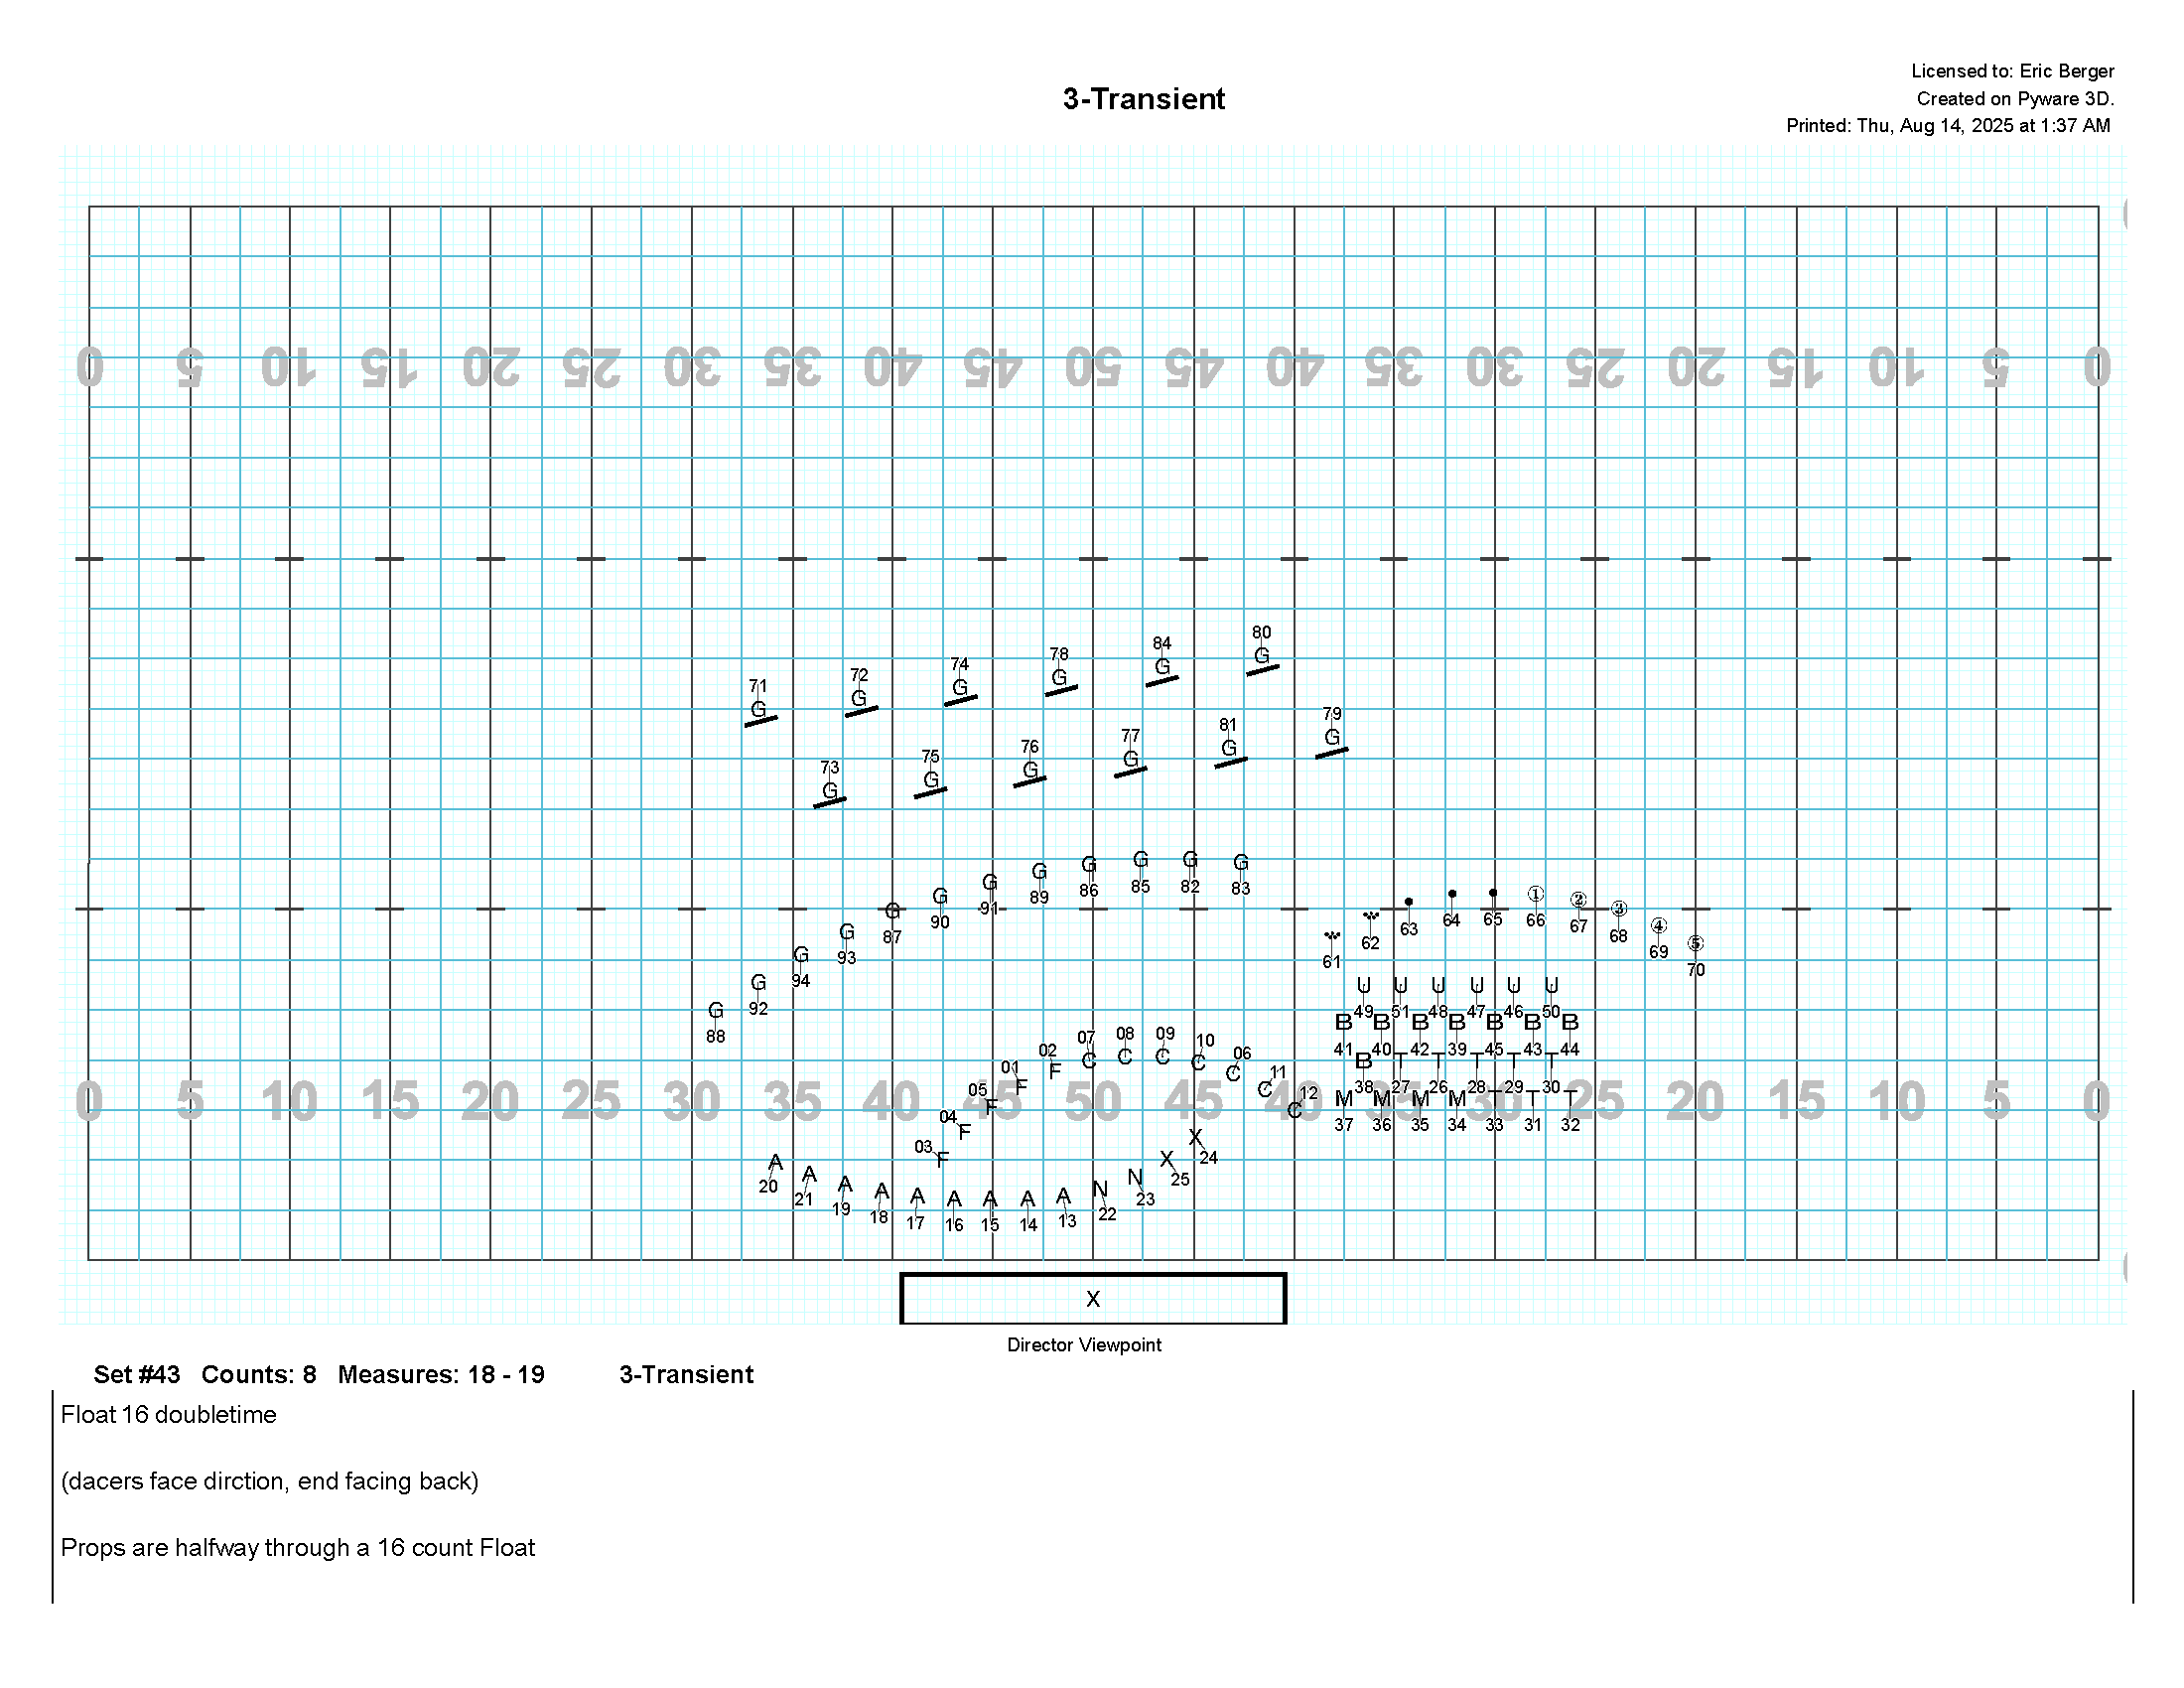 Licensed to: Eric Berger
3-Transient
Created on Pyware 3D.
Printed: Thu, Aug 14, 2025 at 1:37 AM
0 5 10 15 20 25 30 35 40 45 50 45 40 35 30 25 20 15 10 5 0
80
G
84
G
78
G
74
G
72
G
71
G
79
G
81
G
77
G
76
G
75
G
73
G
G G G G G G G G G G G G
83 82 85 86 89 91 90 87 93 94 92 88
① ② ③ ④ ⑤
61 62 63 64 65 66 67 68 69 70
U U U U U U
49 51 48 47 46 50
B B B B B B B
41 40 42 39 45 43 44
B T T T T T
38 27 26 28 29 30
M M M M T T T
37 36 35 34 33 31 32
07 08 09 10 06 11 12
C C C C C C C
02 01 05 04 03
F F F F F
0 5 10 15 20 25 30 35 40 45 50 45 40 35 30 25 20 15 10 5 0
A A A A A A A A A N N X X
20 21 19 18 17 16 15 14 13 22 23 25 24
X
Director Viewpoint
Set #43 Counts: 8 Measures: 18 - 19 3-Transient
Float 16 doubletime
(dacers face dirction, end facing back)
Props are halfway through a 16 count Float